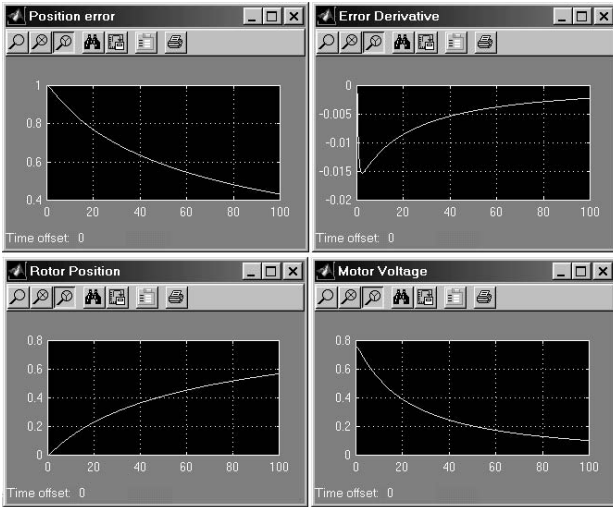 Position error
1
0.8
0.6
0.4
0 20 40 60 80 100
Time offset: 0
Error Derivative
0
-0.005
-0.01
-0.015
-0.02
0 20 40 60 80 100
Time offset: 0
Rotor Position
0.8
0.6
0.4
0.2
0
0 20 40 60 80 100
Time offset: 0
Motor Voltage
0.8
0.6
0.4
0.2
0
0 20 40 60 80 100
Time offset: 0